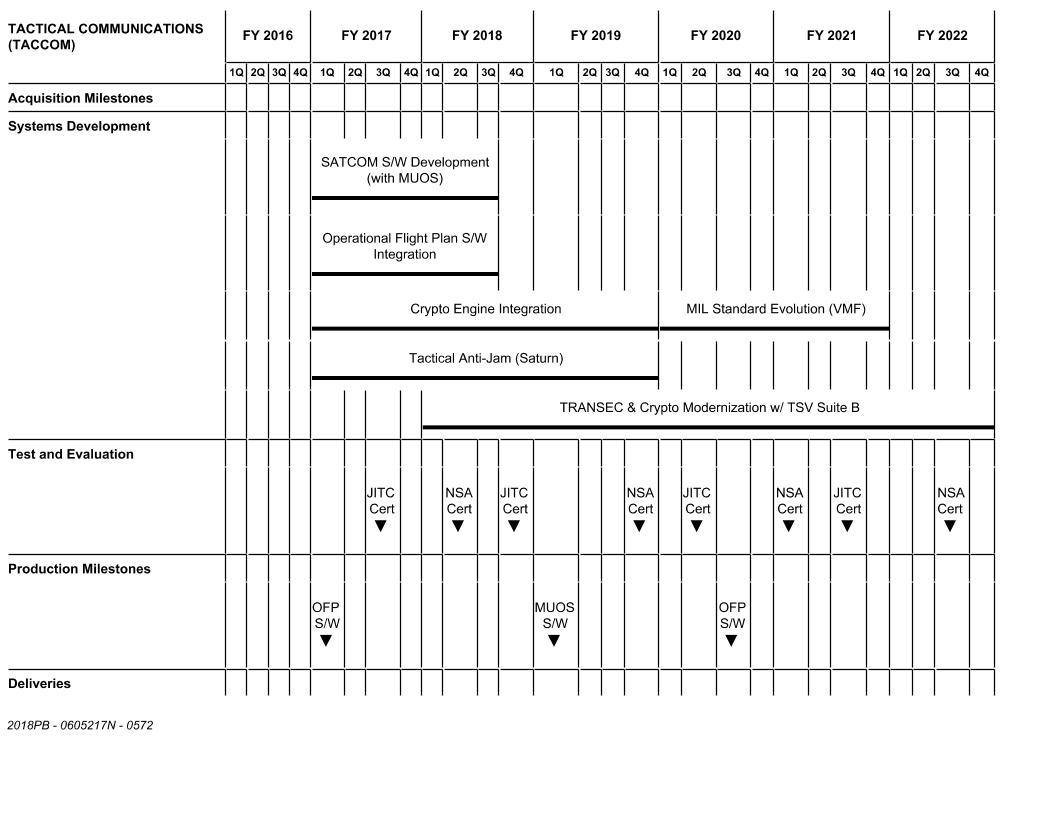 TACTICAL COMMUNICATIONS
(TACCOM)
FY 2016 FY 2017 FY 2018 FY 2019 FY 2020 FY 2021 FY 2022
1Q 2Q 3Q 4Q 1Q 2Q 3Q 4Q 1Q 2Q 3Q 4Q 1Q 2Q 3Q 4Q 1Q 2Q 3Q 4Q 1Q 2Q 3Q 4Q 1Q 2Q 3Q 4Q
Acquisition Milestones
Systems Development
SATCOM S/W Development
(with MUOS)
Operational Flight Plan S/W
Integration
Crypto Engine Integration MIL Standard Evolution (VMF)
Tactical Anti-Jam (Saturn)
TRANSEC & Crypto Modernization w/ TSV Suite B
Test and Evaluation
JITC NSA JITC NSA JITC NSA JITC NSA
Cert Cert Cert Cert Cert Cert Cert Cert
Production Milestones
OFP MUOS OFP
S/W S/W S/W
Deliveries
2018PB - 0605217N - 0572